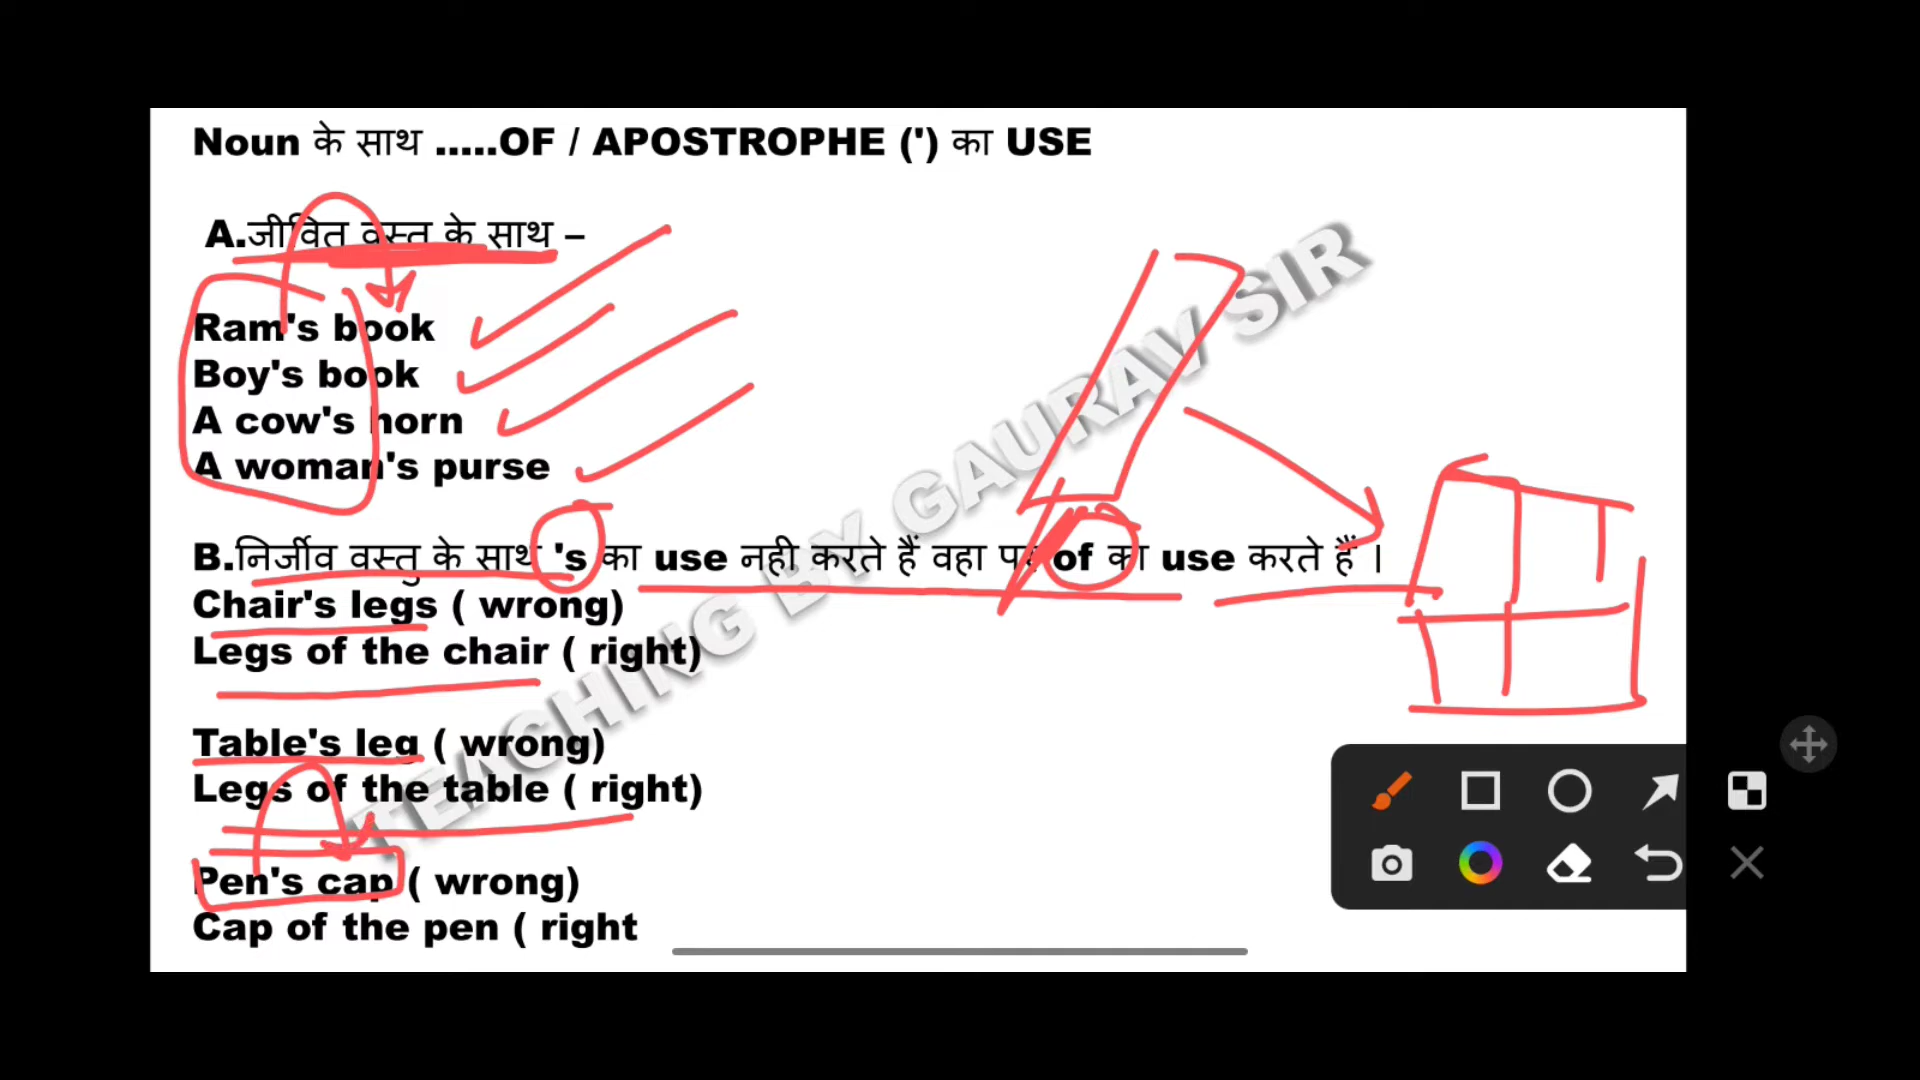 Noun के साथ .....OF / APOSTROPHE (') का USE
A.जीवित वस्तु के साथ –
Ram's book
Boy's book
A cow's horn
A woman's purse
B.निर्जीव वस्तु के साथ 's का use नही करते हैं वहा पर of का use करते हैं ।
Chair's legs ( wrong)
Legs of the chair ( right)
Table's leg ( wrong)
Legs of the table ( right)
Pen's cap ( wrong)
Cap of the pen ( right
TEACHING BY GAURAV SIR